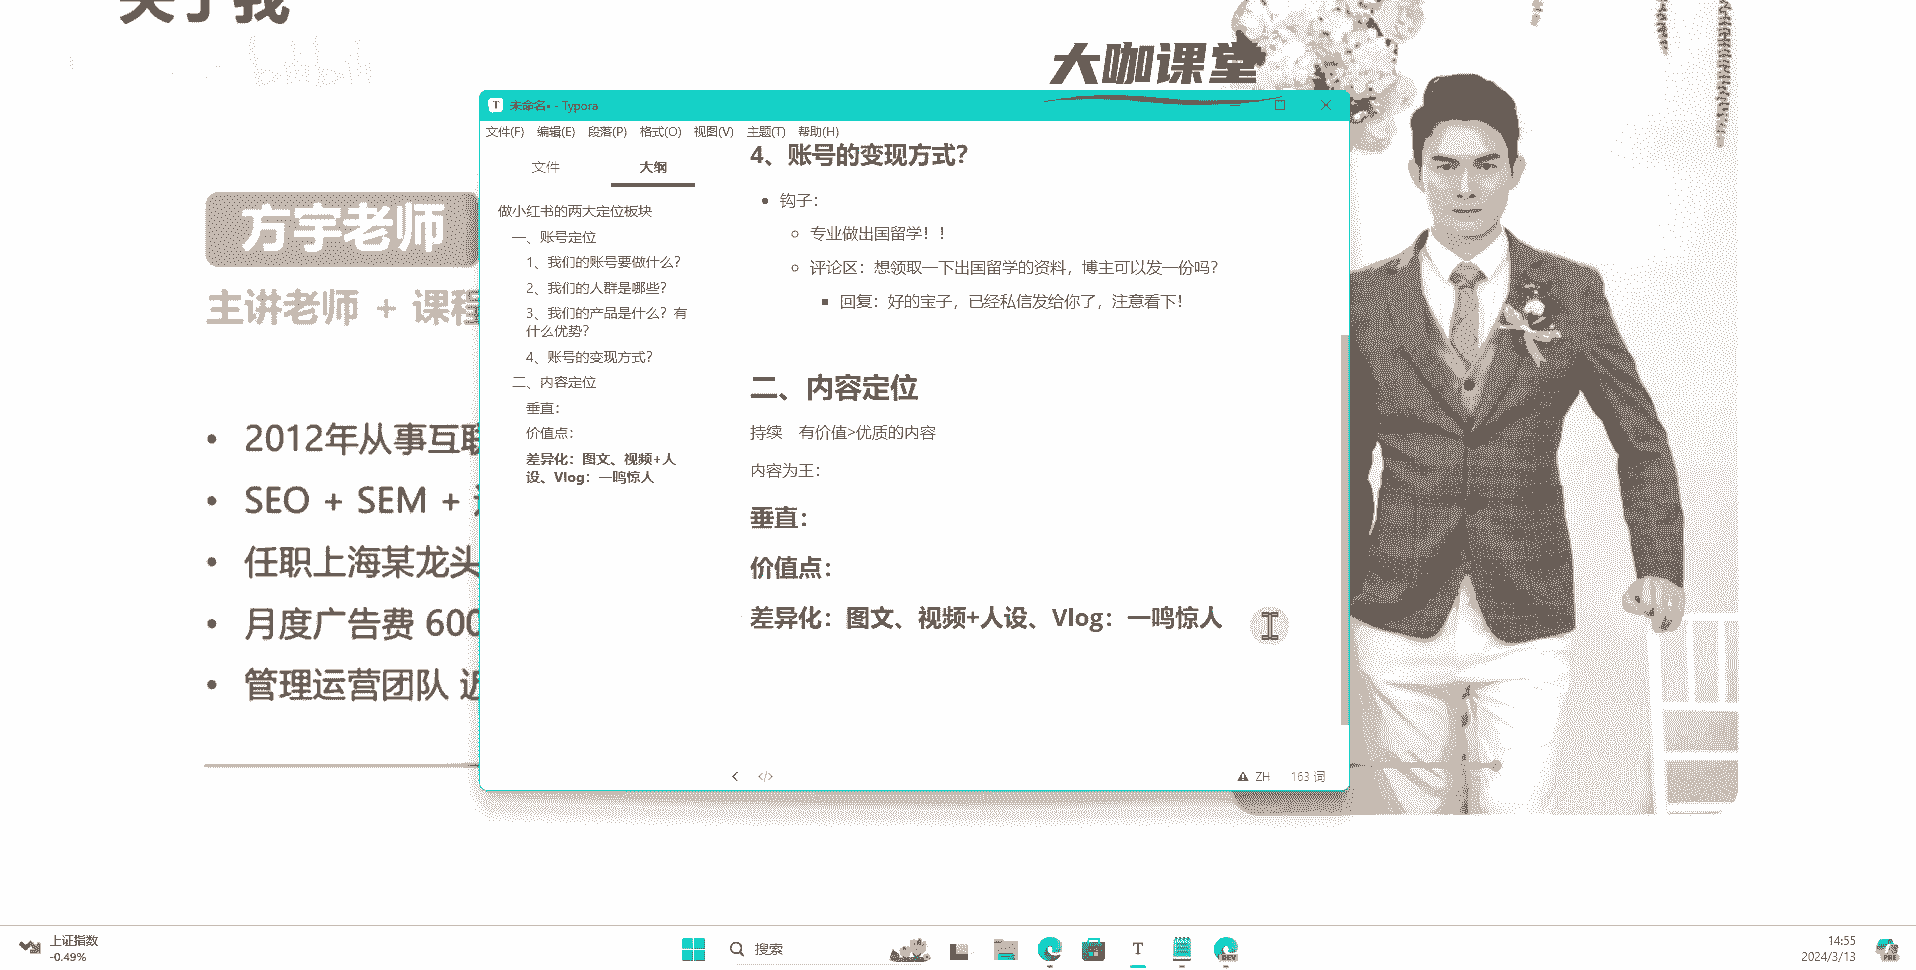 关于我
bilibili
大咖课堂
方宇老师
主讲老师 + 课程
2012年从事互联
SEO + SEM +
任职上海某龙头
月度广告费 600
管理运营团队 近
未命名• - Typora
文件(F) 编辑(E) 段落(P) 格式(O) 视图(V) 主题(T) 帮助(H)
文件 大纲
做小红书的两大定位板块
一、账号定位
1、我们的账号要做什么？
2、我们的人群是哪些？
3、我们的产品是什么？有
什么优势？
4、账号的变现方式？
二、内容定位
垂直：
价值点：
差异化：图文、视频+人
设、Vlog：一鸣惊人
4、账号的变现方式？
钩子：
专业做出国留学！！
评论区：想领取一下出国留学的资料，博主可以发一份吗？
回复：好的宝子，已经私信发给你了，注意看下！
二、内容定位
持续 有价值>优质的内容
内容为王：
垂直：
价值点：
差异化：图文、视频+人设、Vlog：一鸣惊人
ZH 163 词
上证指数
-0.49%
搜索
DEV
14:55
2024/3/13
PRE